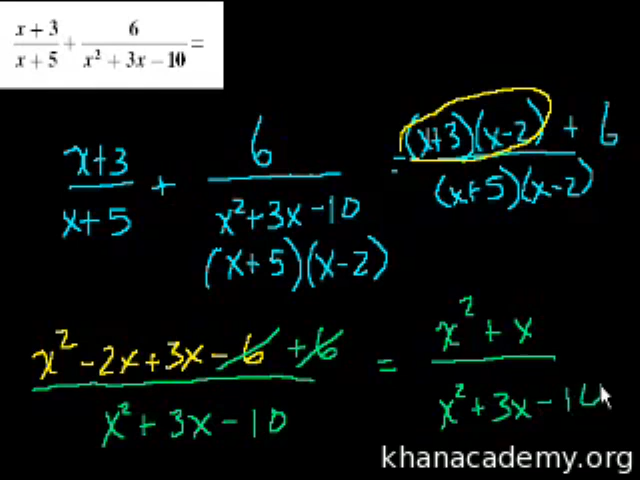 x + 3 / x + 5 + 6 / x² + 3x − 10 =
x+3 / x+5 + 6 / x²+3x−10
(x+5)(x−2)
= (x+3)(x−2) + 6 / (x+5)(x−2)
x² −2x+3x−6 +6 / x² + 3x −10 = x² + x / x² + 3x − 1
khanacademy.org